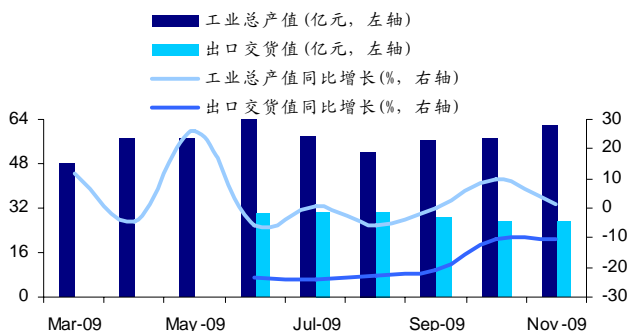 工业总产值(亿元，左轴)
出口交货值(亿元，左轴)
工业总产值同比增长(%，右轴)
出口交货值同比增长(%，右轴)
64 30
20
48 10
32 0
-10
16 -20
0 -30
Mar-09 May-09 Jul-09 Sep-09 Nov-09